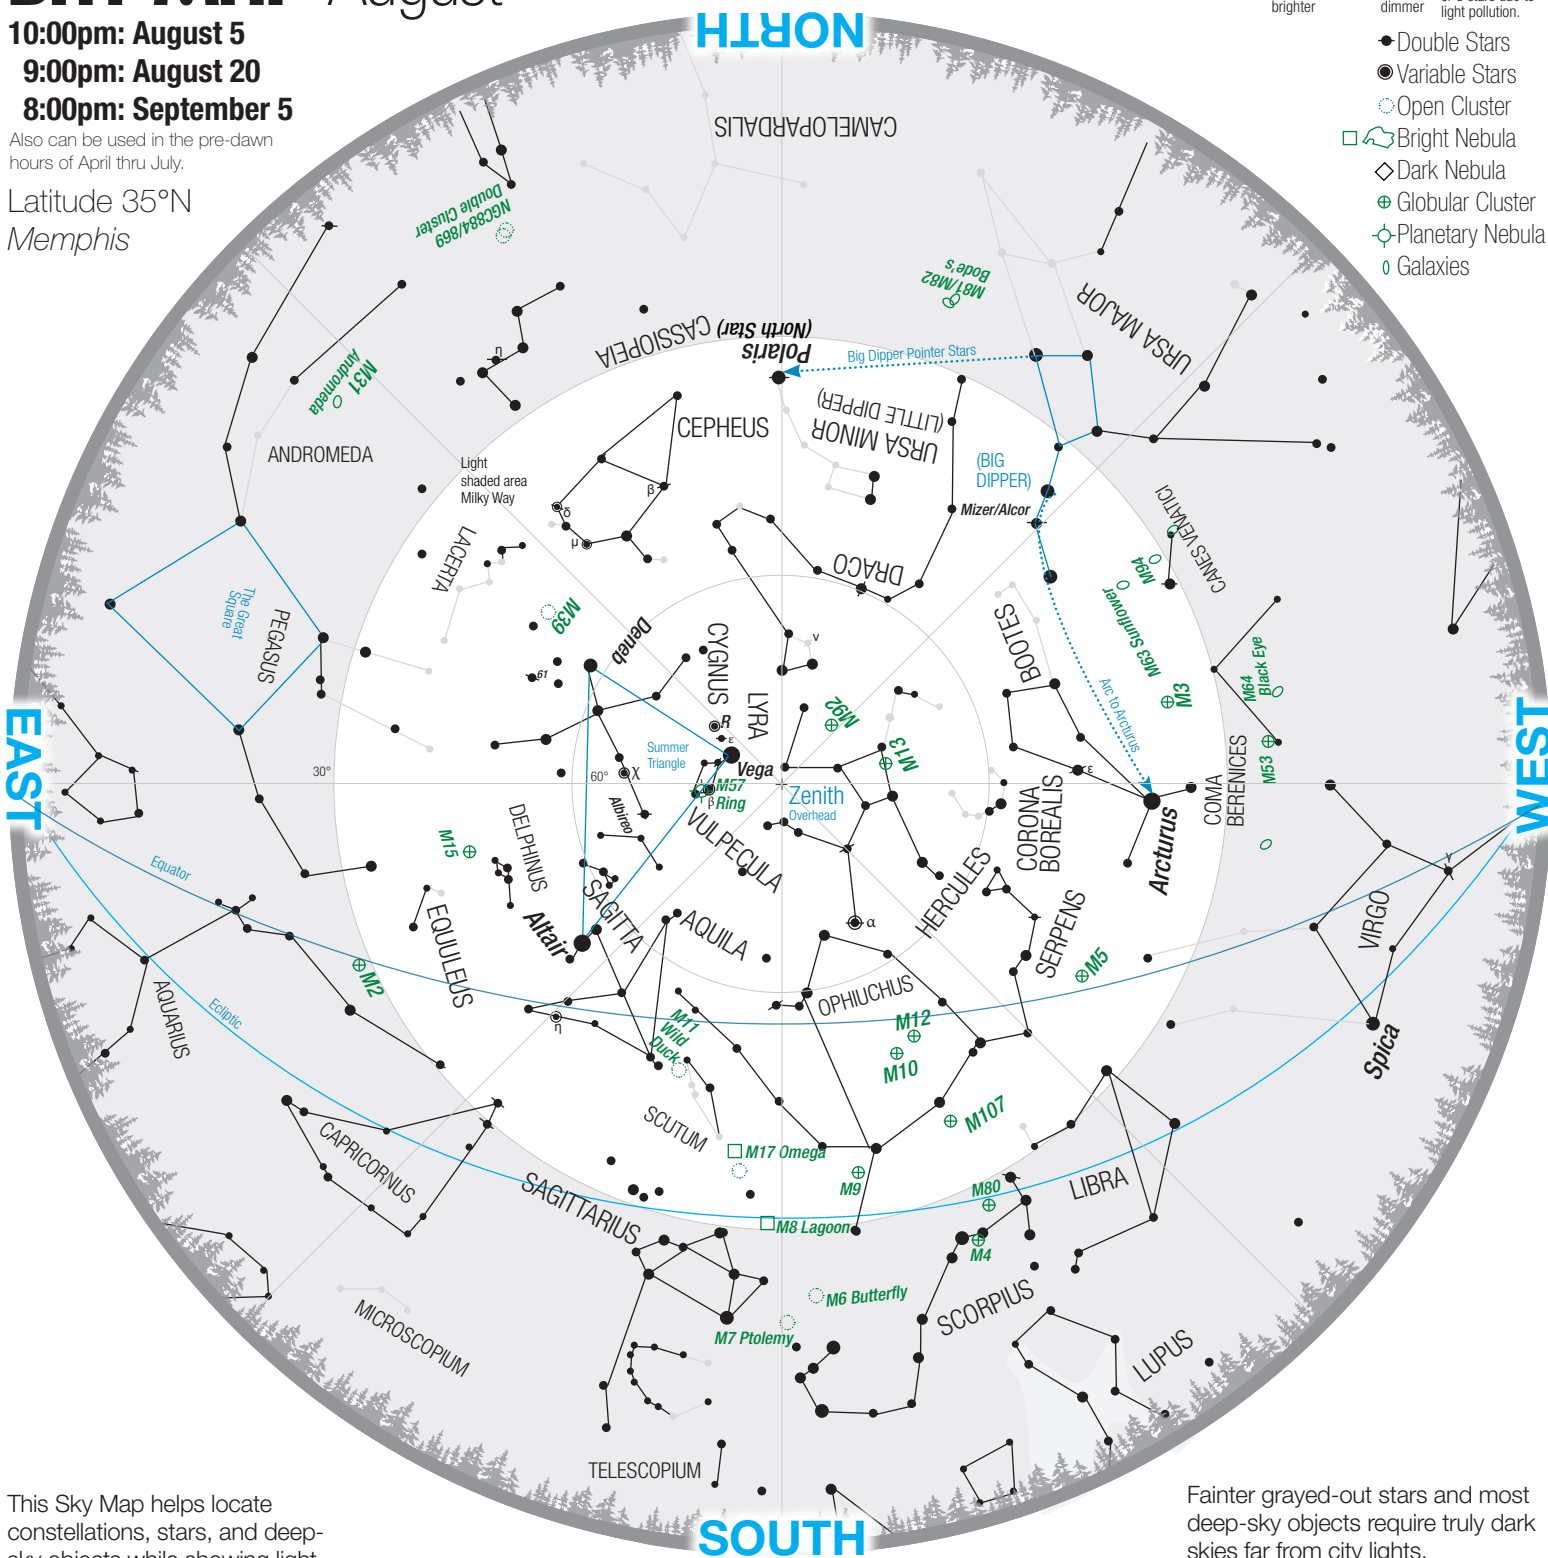 August
10:00pm: August 5
9:00pm: August 20
8:00pm: September 5
Also can be used in the pre-dawn
hours of April thru July.
Latitude 35°N
Memphis
brighter
dimmer
light pollution.
Double Stars
Variable Stars
Open Cluster
Bright Nebula
Dark Nebula
Globular Cluster
Planetary Nebula
Galaxies
NORTH
CAMELOPARDALIS
NGC884/869
Double Cluster
M81/M82
Bode's
URSA MAJOR
CASSIOPEIA
η
Polaris
(North Star)
Big Dipper Pointer Stars
M31
Andromeda
ANDROMEDA
CEPHEUS
URSA MINOR
(LITTLE DIPPER)
(BIG
DIPPER)
Mizer/Alcor
Light
shaded area
Milky Way
β
δ
μ
LACERTA
DRACO
CANES VENATICI
M94
M63 Sunflower
M39
The Great
Square
PEGASUS
Deneb
CYGNUS
LYRA
ν
BOOTES
M3
M64
Black Eye
61
R
ε
M92
M13
Arc to Arcturus
EAST
WEST
Summer
Triangle
Vega
30°
60°
χ
M57
Ring
β
Zenith
Overhead
ε
M53
COMA
BERENICES
Albireo
VULPECULA
CORONA
BOREALIS
Arcturus
DELPHINUS
M15
Equator
SAGITTA
AQUILA
α
HERCULES
SERPENS
VIRGO
γ
Altair
EQUULEUS
M2
M5
AQUARIUS
Ecliptic
η
OPHIUCHUS
M11
Wild
Duck
M12
M10
Spica
CAPRICORNUS
SCUTUM
M107
M17 Omega
M9
M80
LIBRA
SAGITTARIUS
M8 Lagoon
M4
MICROSCOPIUM
M6 Butterfly
SCORPIUS
M7 Ptolemy
LUPUS
TELESCOPIUM
SOUTH
This Sky Map helps locate
constellations, stars, and deep-
sky objects while showing light
Fainter grayed-out stars and most
deep-sky objects require truly dark
skies far from city lights.